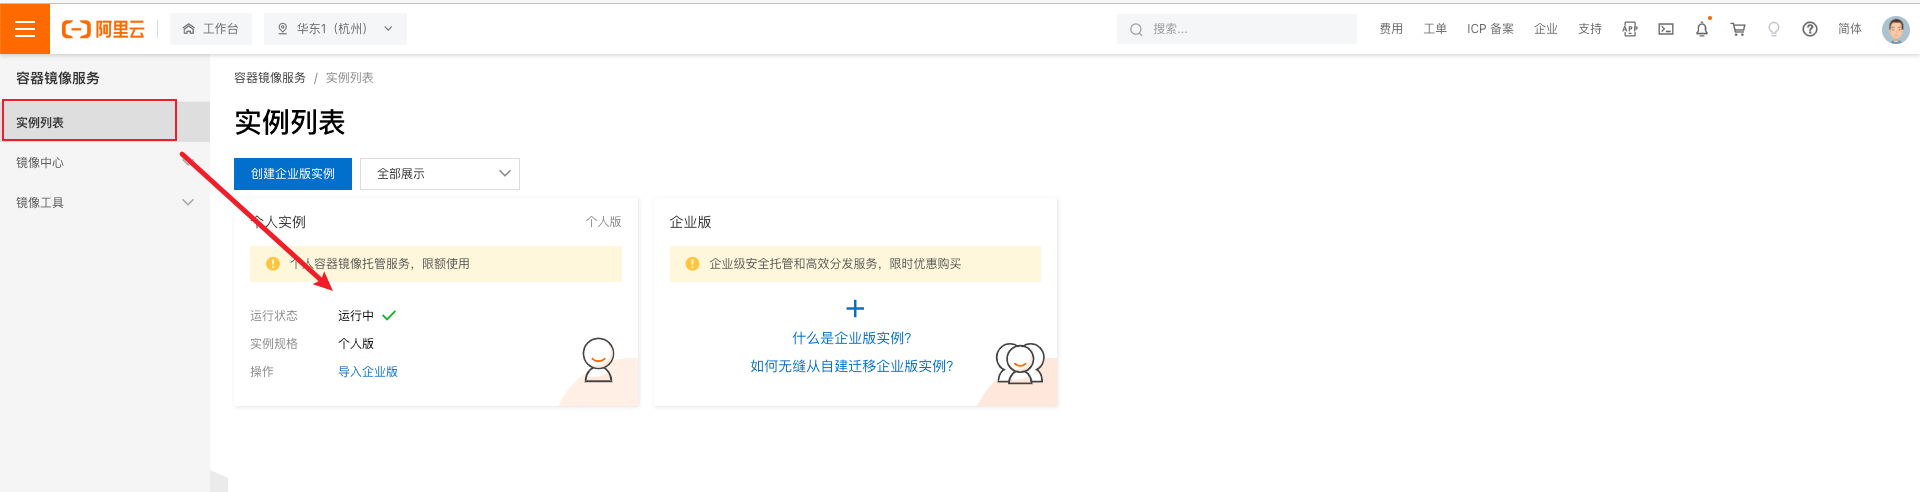 阿里云
工作台
华东1（杭州）
搜索...
费用
工单
ICP 备案
企业
支持
简体
容器镜像服务
实例列表
镜像中心
镜像工具
容器镜像服务 / 实例列表
实例列表
创建企业版实例
全部展示
个人实例
个人版
个人容器镜像托管服务，限额使用
运行状态 运行中
实例规格 个人版
操作 导入企业版
企业版
企业级安全托管和高效分发服务，限时优惠购买
什么是企业版实例?
如何无缝从自建迁移企业版实例?